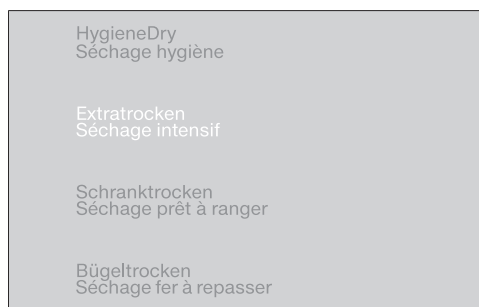 HygieneDry
Séchage hygiène
Extratrocken
Séchage intensif
Schranktrocken
Séchage prêt à ranger
Bügeltrocken
Séchage fer à repasser